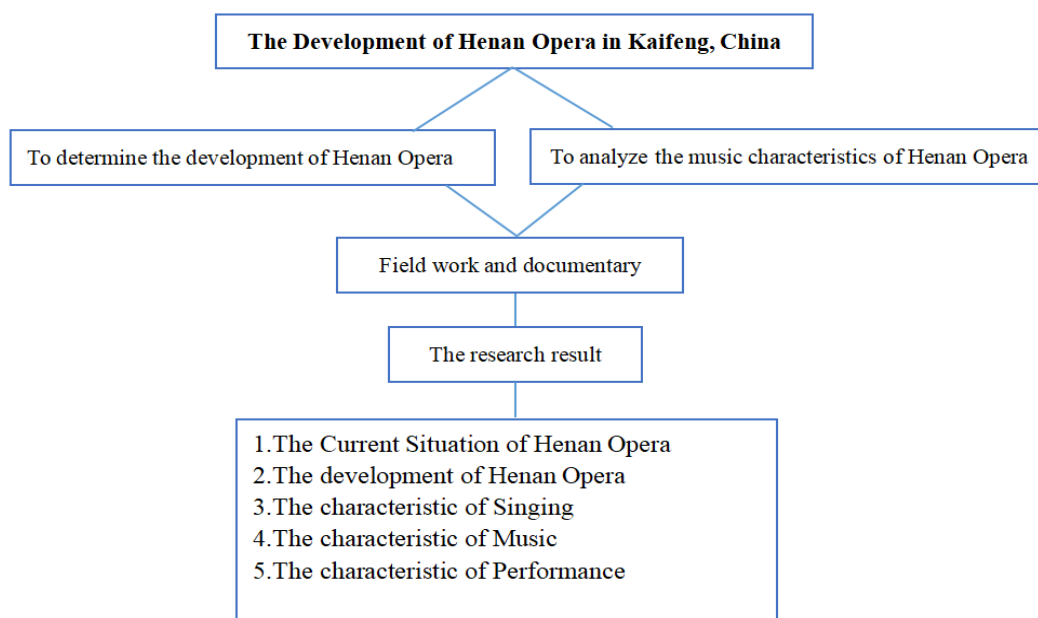 The Development of Henan Opera in Kaifeng, China
To determine the development of Henan Opera
To analyze the music characteristics of Henan Opera
Field work and documentary
The research result
1.The Current Situation of Henan Opera
2.The development of Henan Opera
3.The characteristic of Singing
4.The characteristic of Music
5.The characteristic of Performance